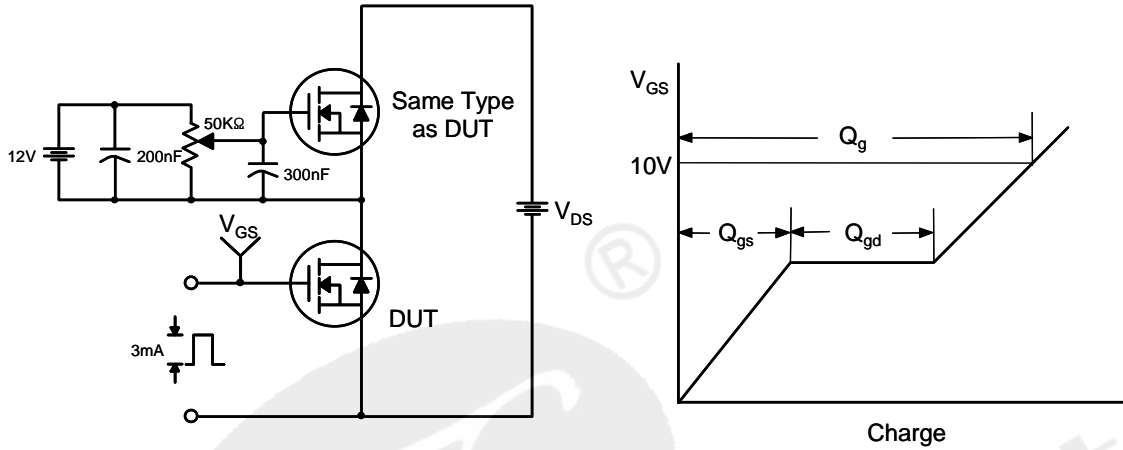 Same Type
as DUT
50KΩ
12V
200nF
300nF
V_GS
V_DS
DUT
3mA
V_GS
Q_g
10V
Q_gs
Q_gd
Charge
®